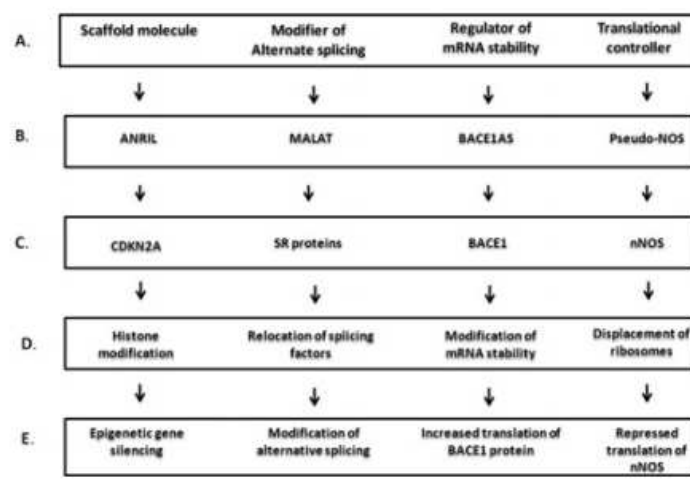 A.
Scaffold molecule
Modifier of
Alternate splicing
Regulator of
mRNA stability
Translational
controller
B.
ANRIL
MALAT
BACE1AS
Pseudo-NOS
C.
CDKN2A
SR proteins
BACE1
nNOS
D.
Histone
modification
Relocation of splicing
factors
Modification of
mRNA stability
Displacement of
ribosomes
E.
Epigenetic gene
silencing
Modification of
alternative splicing
Increased translation of
BACE1 protein
Repressed
translation of
nNOS